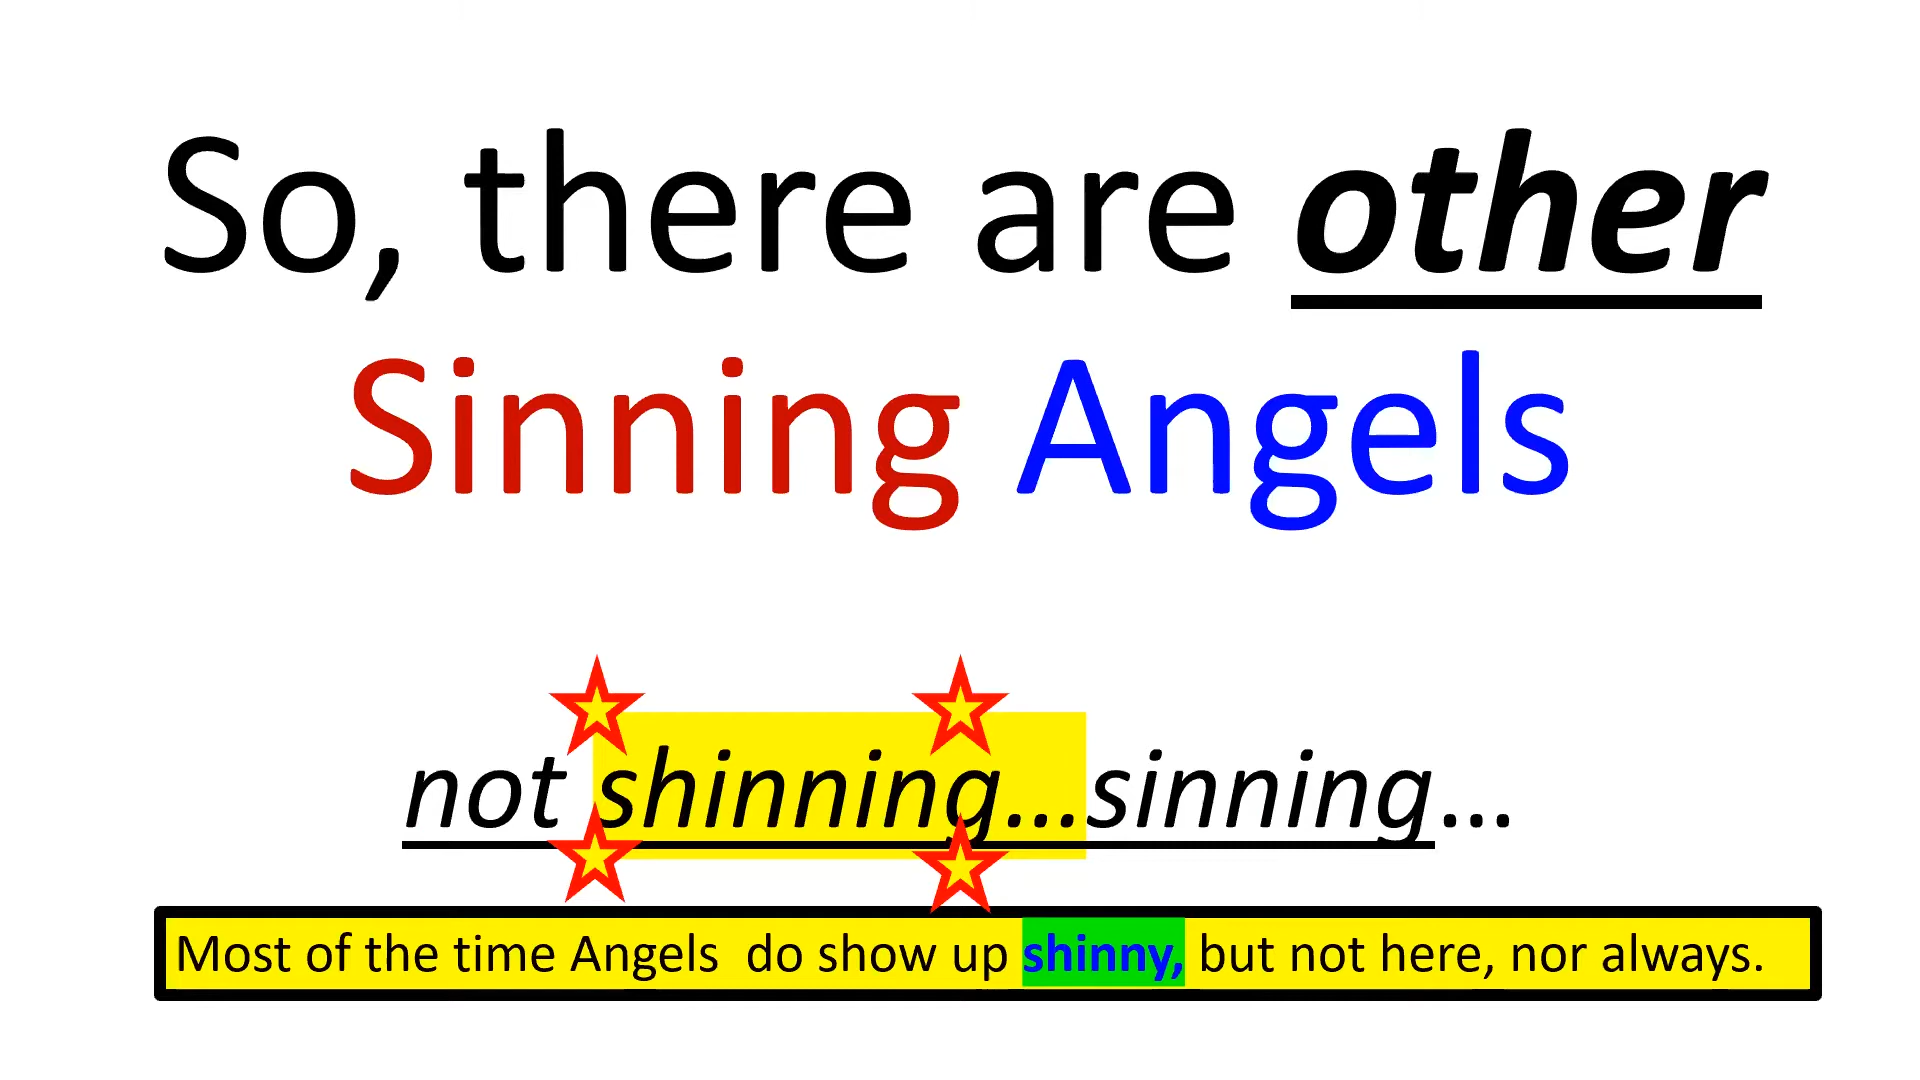 So, there are other
Sinning Angels
not shinning...sinning...
Most of the time Angels  do show up shinny, but not here, nor always.